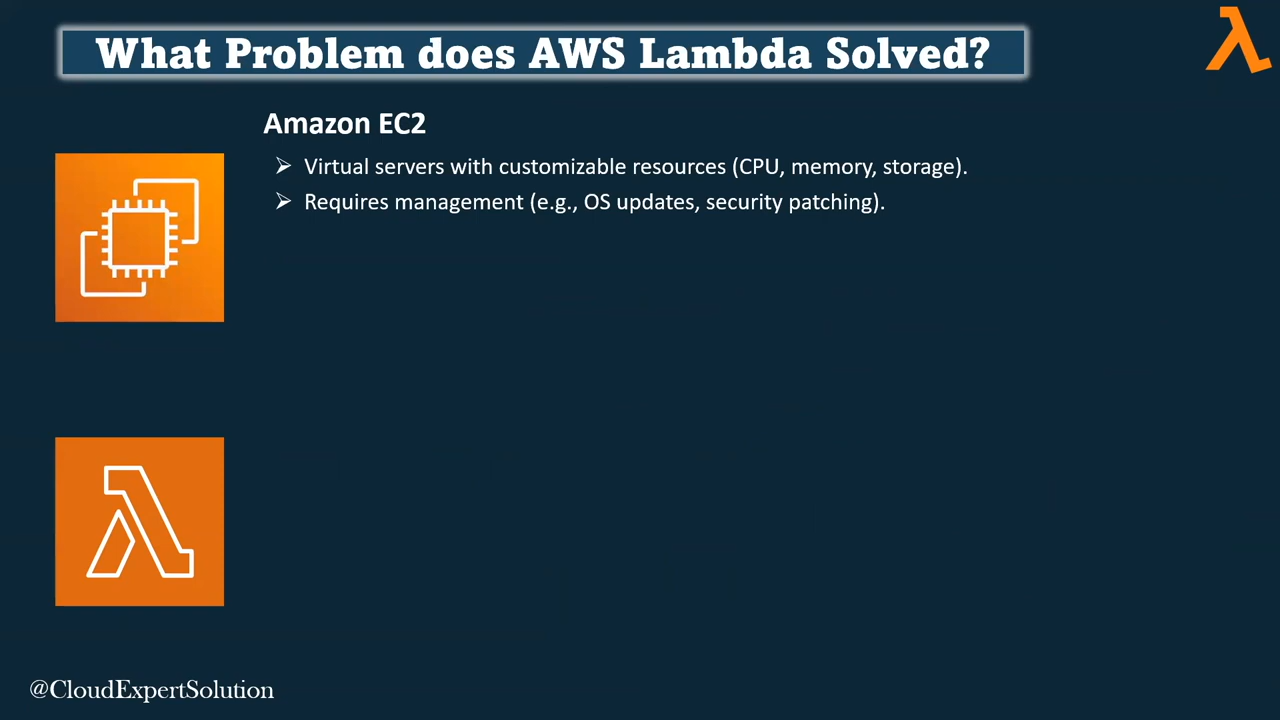 What Problem does AWS Lambda Solved?
Amazon EC2
➢ Virtual servers with customizable resources (CPU, memory, storage).
➢ Requires management (e.g., OS updates, security patching).
@CloudExpertSolution